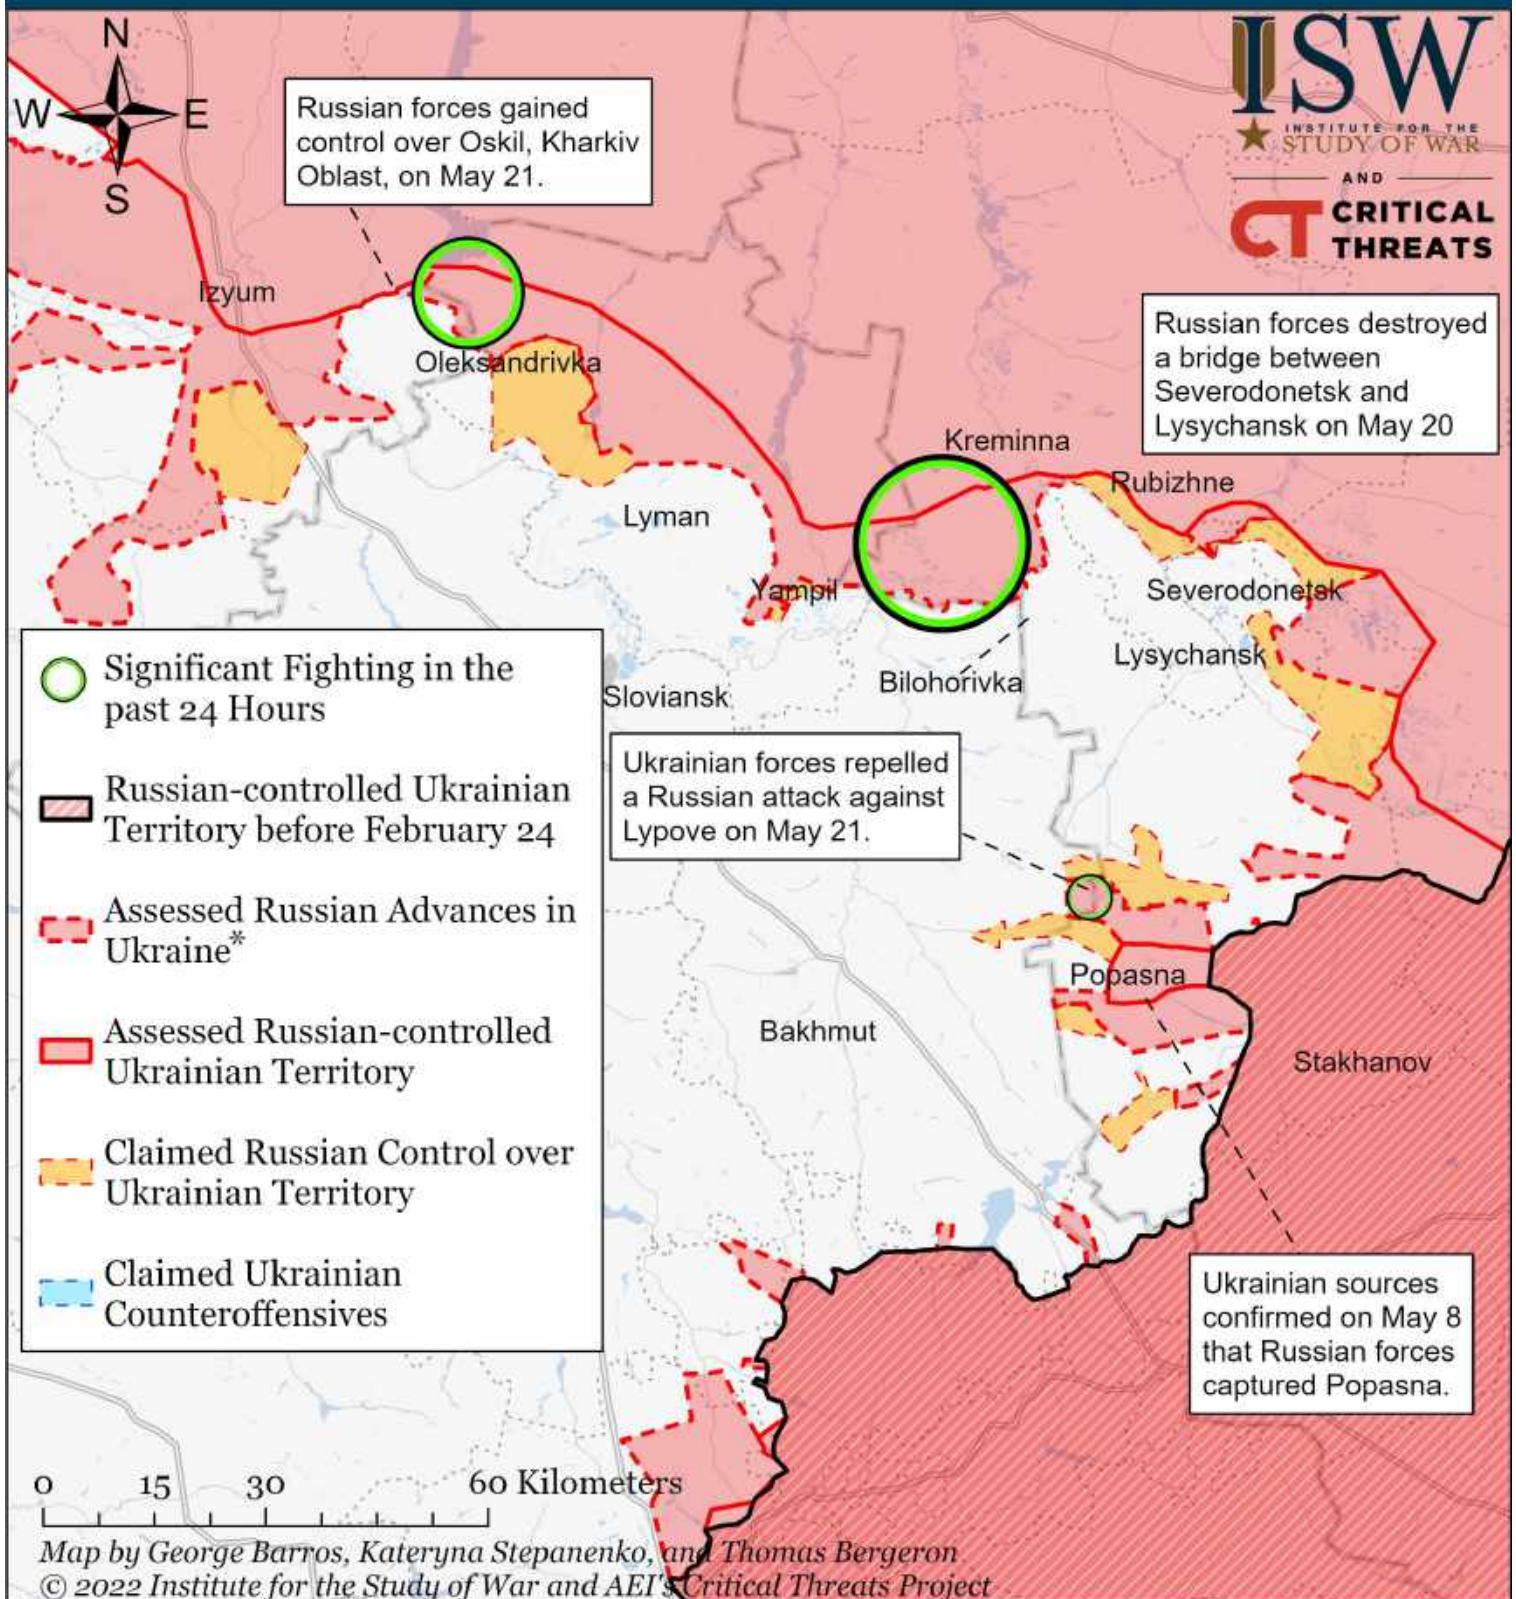 N
W
E
S
Russian forces gained
control over Oskil, Kharkiv
Oblast, on May 21.
ISW
INSTITUTE FOR THE
STUDY OF WAR
AND
CT CRITICAL
THREATS
Izyum
Oleksandrivka
Russian forces destroyed
a bridge between
Severodonetsk and
Lysychansk on May 20
Kreminna
Rubizhne
Lyman
Yampil
Severodonetsk
Lysychansk
Bilohorivka
Sloviansk
Significant Fighting in the
past 24 Hours
Russian-controlled Ukrainian
Territory before February 24
Assessed Russian Advances in
Ukraine*
Assessed Russian-controlled
Ukrainian Territory
Claimed Russian Control over
Ukrainian Territory
Claimed Ukrainian
Counteroffensives
Ukrainian forces repelled
a Russian attack against
Lypove on May 21.
Popasna
Bakhmut
Stakhanov
Ukrainian sources
confirmed on May 8
that Russian forces
captured Popasna.
0 15 30 60 Kilometers
Map by George Barros, Kateryna Stepanenko, and Thomas Bergeron
© 2022 Institute for the Study of War and AEI's Critical Threats Project